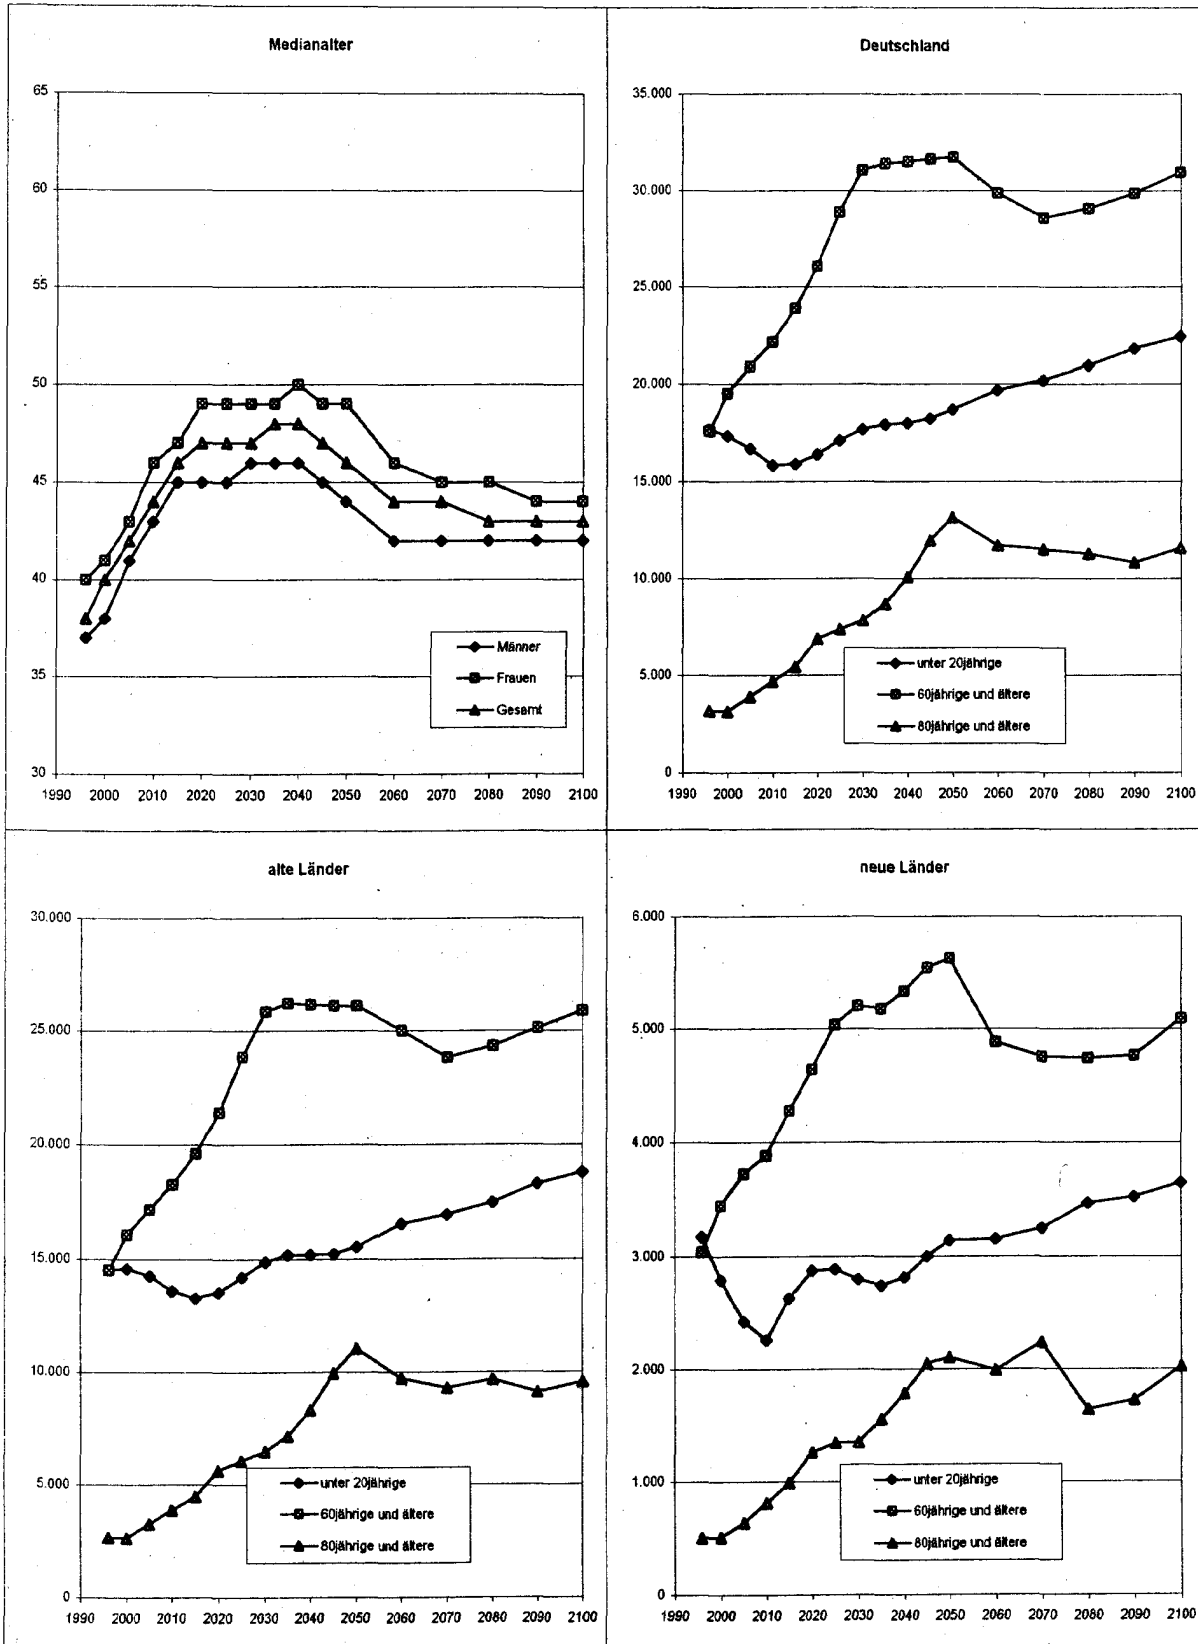 Medianalter
65
60
55
50
45
40
35
30
Männer
Frauen
Gesamt
1990 2000 2010 2020 2030 2040 2050 2060 2070 2080 2090 2100
Deutschland
35.000
30.000
25.000
20.000
15.000
10.000
5.000
0
unter 20jährige
60jährige und ältere
80jährige und ältere
1990 2000 2010 2020 2030 2040 2050 2060 2070 2080 2090 2100
alte Länder
30.000
25.000
20.000
15.000
10.000
5.000
0
unter 20jährige
60jährige und ältere
80jährige und ältere
1990 2000 2010 2020 2030 2040 2050 2060 2070 2080 2090 2100
neue Länder
6.000
5.000
4.000
3.000
2.000
1.000
0
unter 20jährige
60jährige und ältere
80jährige und ältere
1990 2000 2010 2020 2030 2040 2050 2060 2070 2080 2090 2100